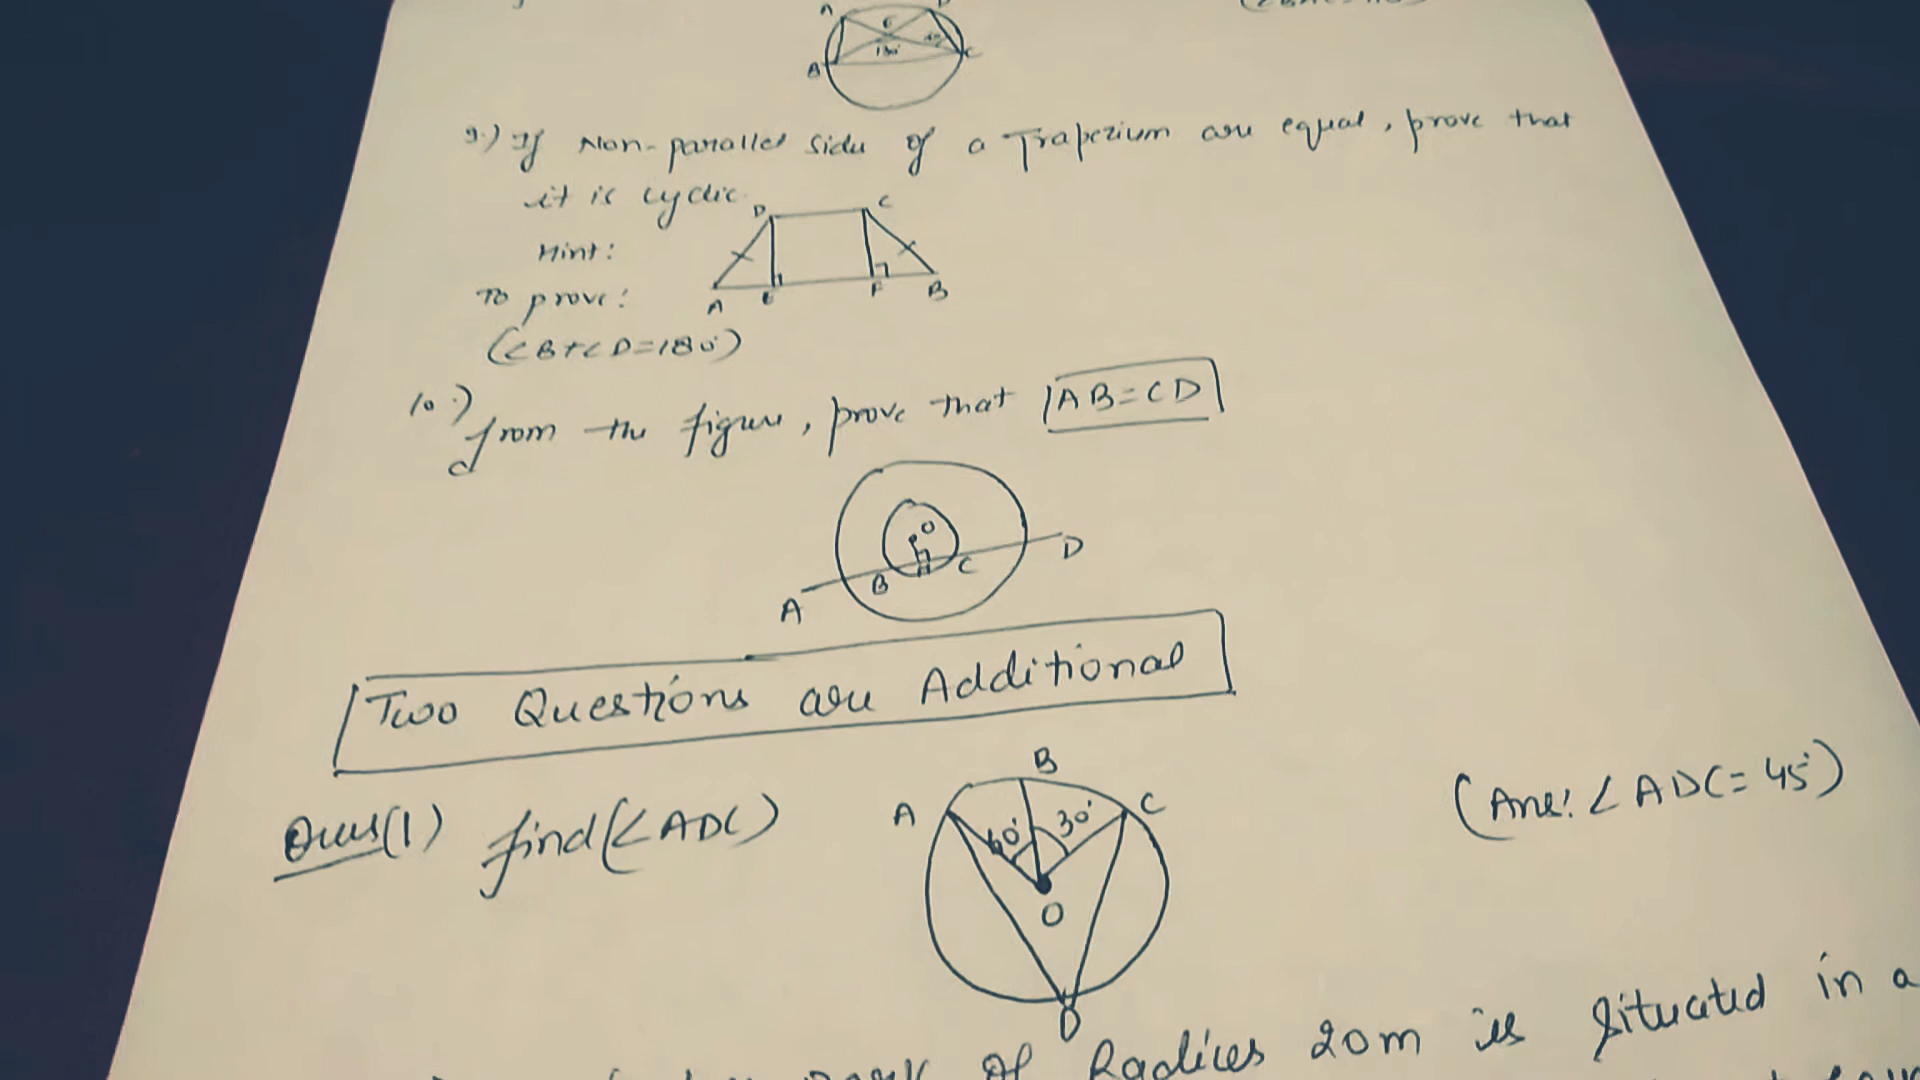 A
E
130°
B
C
9.) If Non-parallel side of a Trapezium are equal, prove that
it is cyclic.
D C
Hint:
To prove:
A E F B
(∠B+∠D=180°)
10.) from the figure, prove that AB=CD
O
B C D
A
Two Questions are Additional
B
Ques(1) find(∠ADC) A C (Ans: ∠ADC=45°)
60° 30°
O
D
of Radius 20m is situated in a